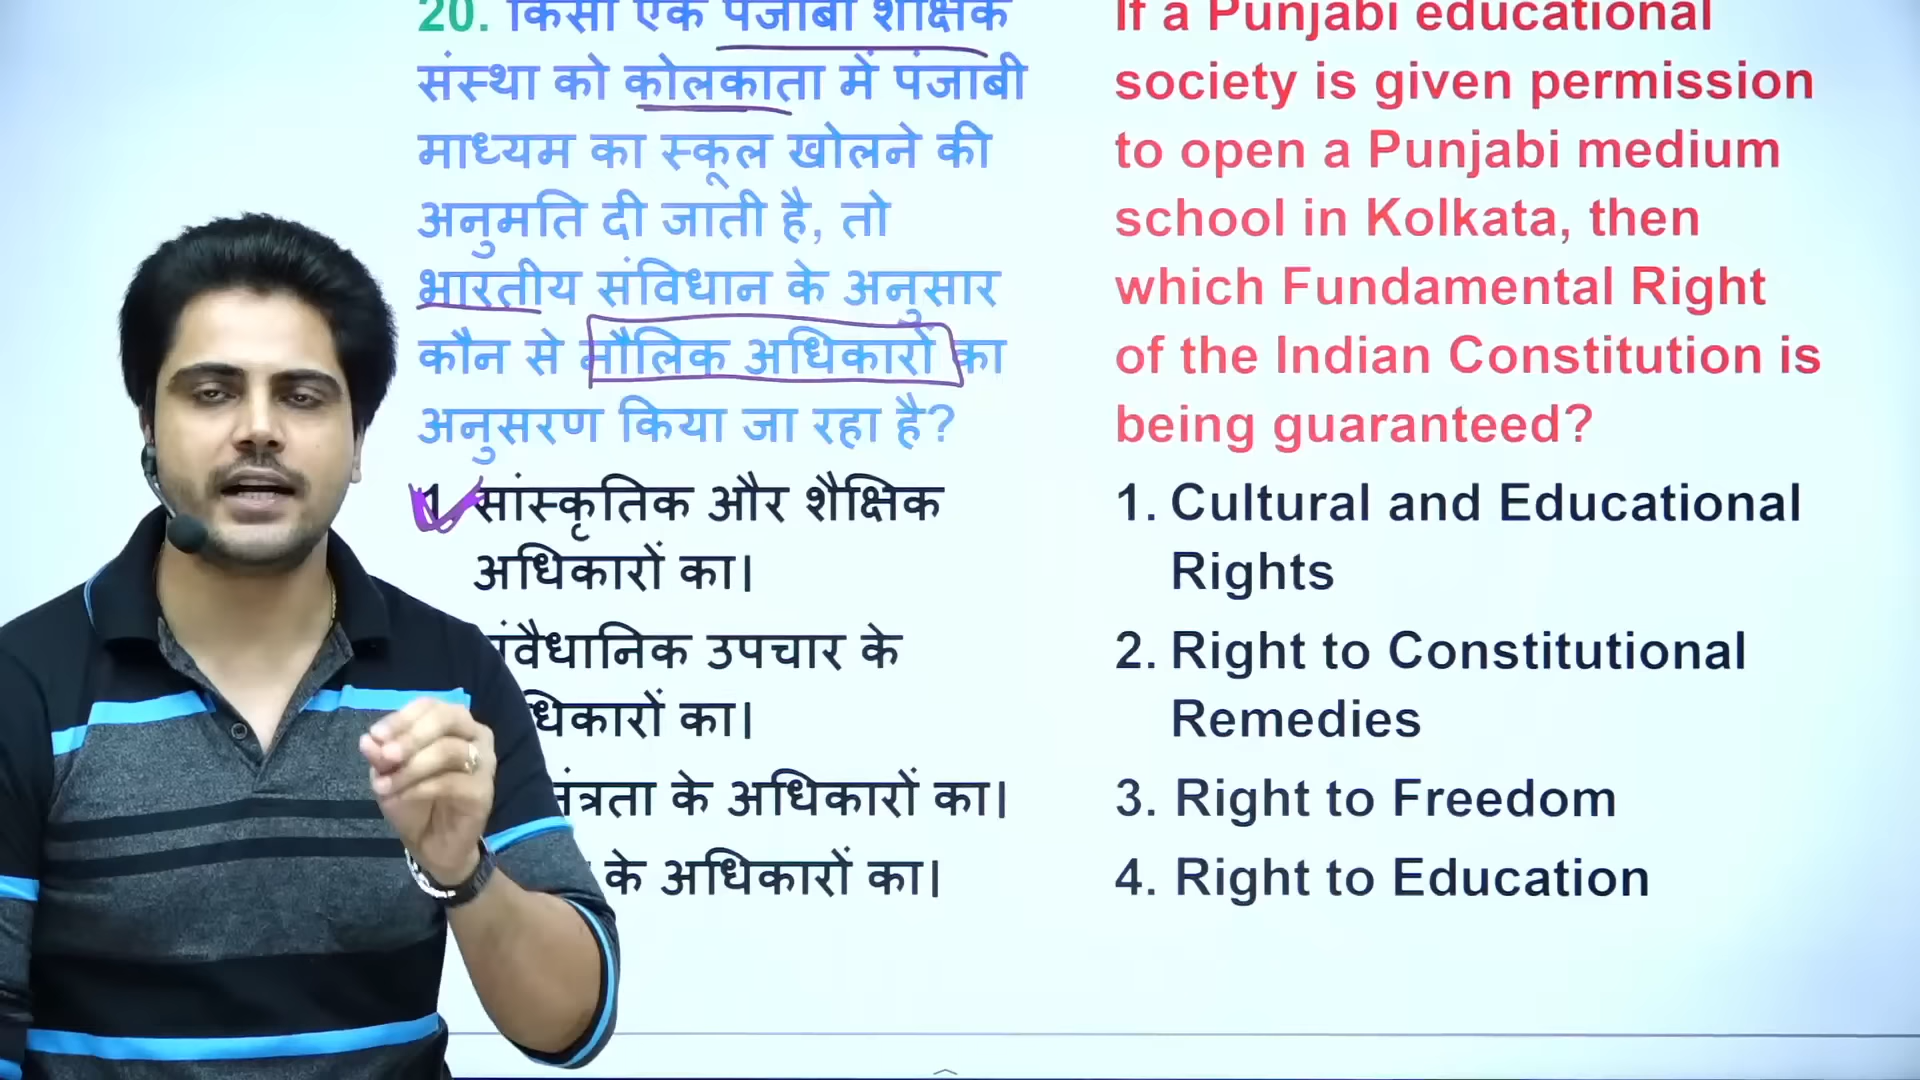 20. किसी एक पंजाबी शैक्षिक
संस्था को कोलकाता में पंजाबी
माध्यम का स्कूल खोलने की
अनुमति दी जाती है, तो
भारतीय संविधान के अनुसार
कौन से मौलिक अधिकारों का
अनुसरण किया जा रहा है?
1. सांस्कृतिक और शैक्षिक
अधिकारों का।
उपचार के
का।
के अधिकारों का।
के अधिकारों का।
If a Punjabi educational
society is given permission
to open a Punjabi medium
school in Kolkata, then
which Fundamental Right
of the Indian Constitution is
being guaranteed?
1. Cultural and Educational
Rights
2. Right to Constitutional
Remedies
3. Right to Freedom
4. Right to Education